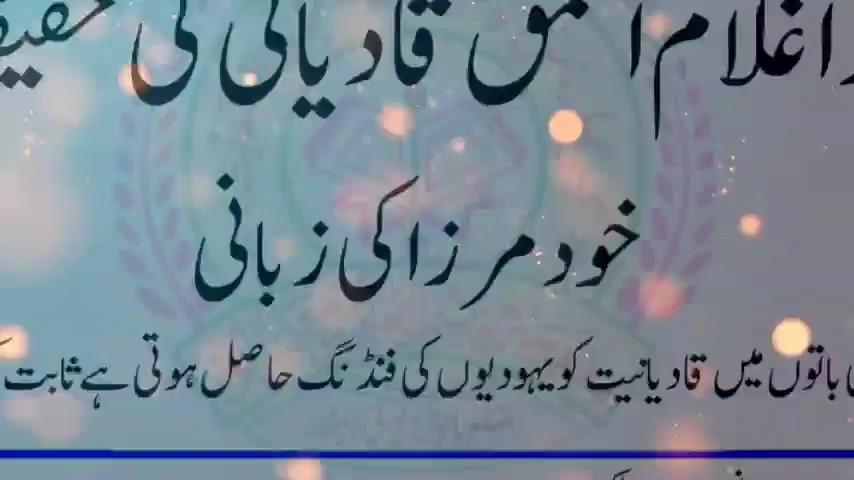 غلام احمق قادیانی کی
خود مرزا کی زبانی
باتوں میں قادیانیت کو یہودیوں کی فنڈنگ حاصل ہوتی ہے ثابت